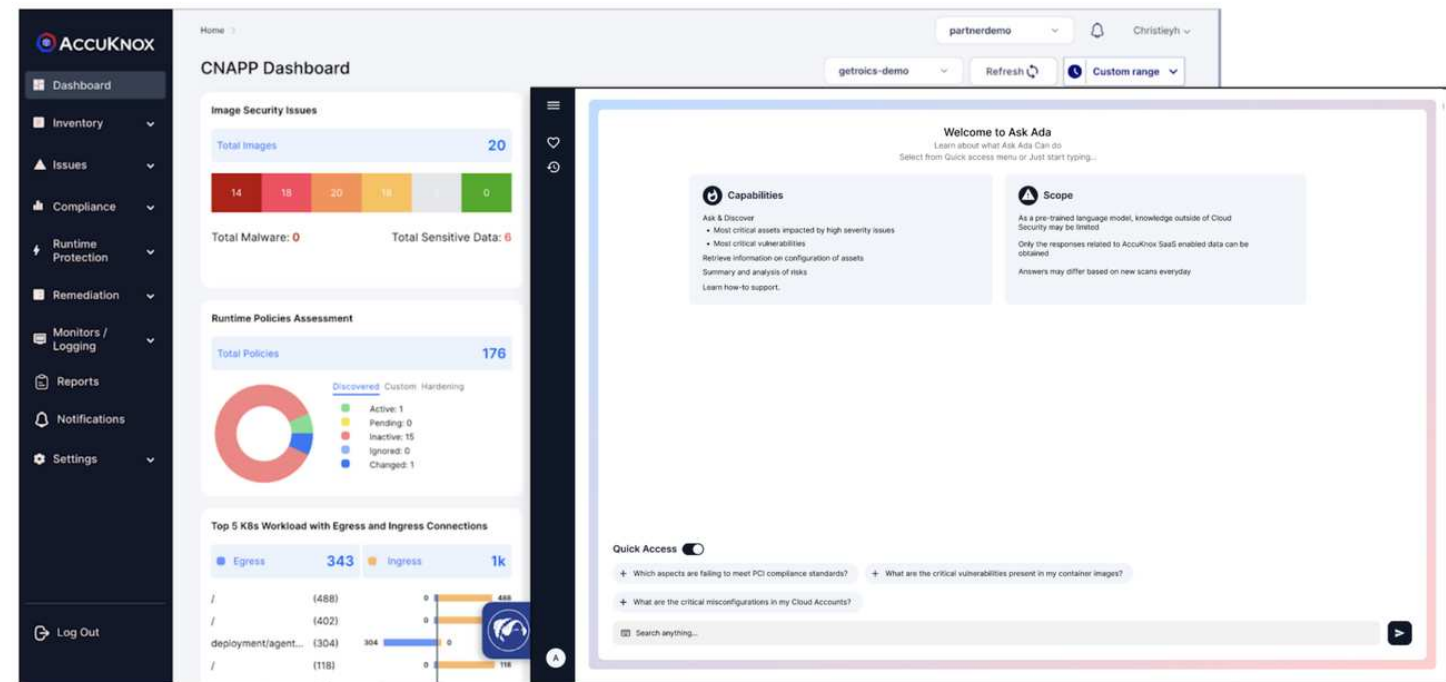 ACCUKNOX
Dashboard
Inventory
Issues
Compliance
Runtime
Protection
Remediation
Monitors /
Logging
Reports
Notifications
Settings
Log Out
Home
partnerdemo
Christieyh
CNAPP Dashboard
getroics-demo
Refresh
Custom range
Image Security Issues
Total Images 20
14 18 20 18 0
Total Malware: 0 Total Sensitive Data: 6
Runtime Policies Assessment
Total Policies 176
Discovered Custom Hardening
Active: 1
Pending: 0
Inactive: 15
Ignored: 0
Changed: 1
Top 5 K8s Workload with Egress and Ingress Connections
Egress 343 Ingress 1k
/ (488) 0 488
/ (402) 0
deployment/agent... (304) 304 0
/ (118) 0 118
Welcome to Ask Ada
Learn about what Ask Ada Can do
Select from Quick access menu or Just start typing...
Capabilities
Ask & Discover
• Most critical assets impacted by high severity issues
• Most critical vulnerabilities
Retrieve information on configuration of assets
Summary and analysis of risks
Learn how-to support.
Scope
As a pre-trained language model, knowledge outside of Cloud
Security may be limited
Only the responses related to AccuKnox SaaS enabled data can be
obtained
Answers may differ based on new scans everyday
Quick Access
+ Which aspects are failing to meet PCI compliance standards?
+ What are the critical vulnerabilities present in my container images?
+ What are the critical misconfigurations in my Cloud Accounts?
Search anything...
A